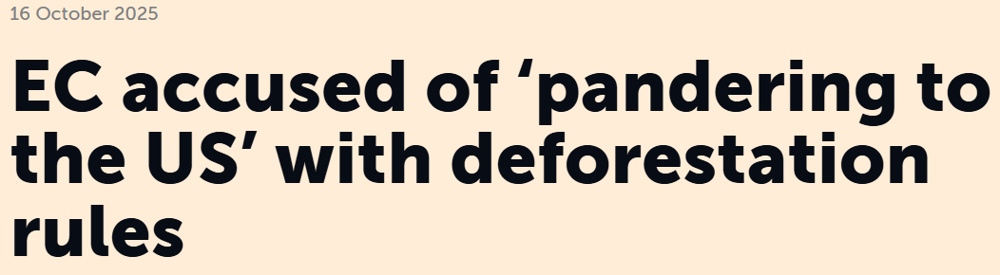 16 October 2025
EC accused of ‘pandering to
the US’ with deforestation
rules